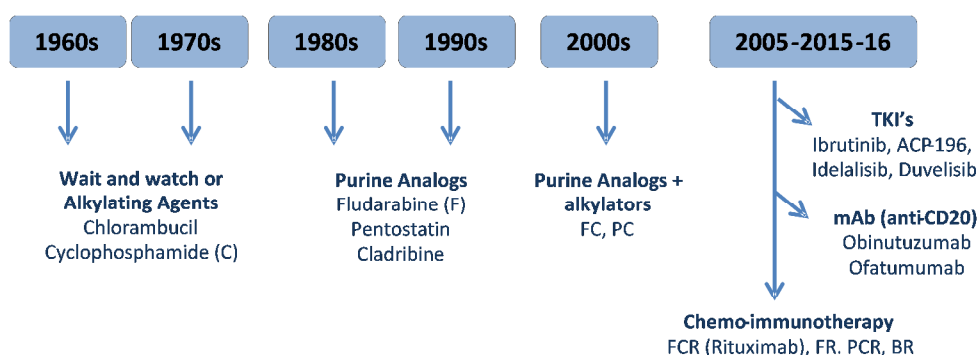 1960s
1970s
1980s
1990s
2000s
2005-2015-16
Wait and watch or
Alkylating Agents
Chlorambucil
Cyclophosphamide (C)
Purine Analogs
Fludarabine (F)
Pentostatin
Cladribine
Purine Analogs +
alkylators
FC, PC
TKI's
Ibrutinib, ACP-196,
Idelalisib, Duvelisib
mAb (anti-CD20)
Obinutuzumab
Ofatumumab
Chemo-immunotherapy
FCR (Rituximab), FR. PCR, BR